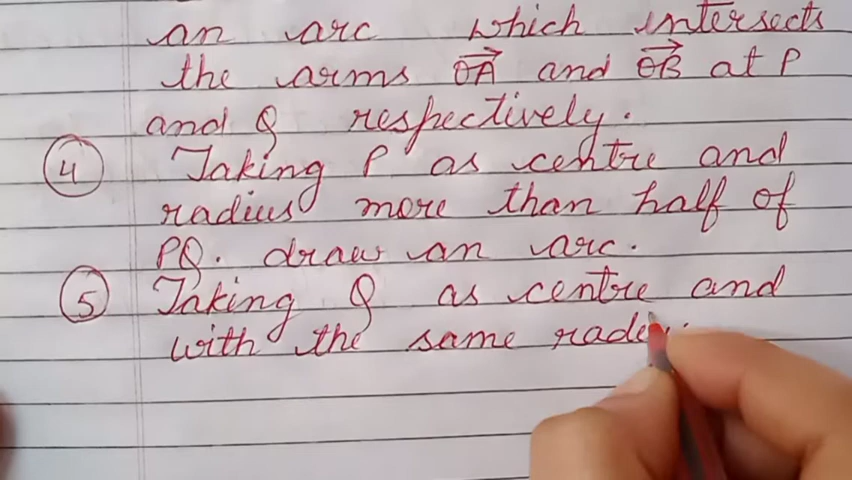 an arc which intersects
the arms OA and OB at P
and Q respectively.
④ Taking P as centre and
radius more than half of
PQ. draw an arc.
⑤ Taking Q as centre and
with the same